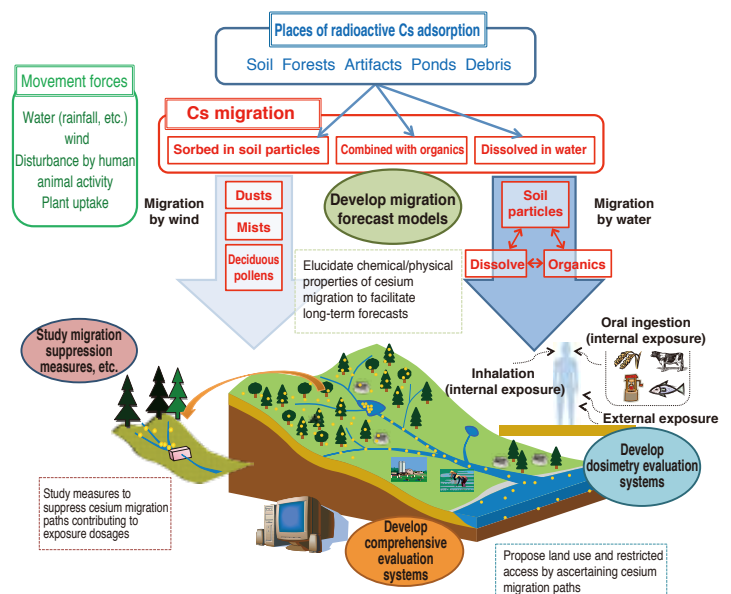 Places of radioactive Cs adsorption
Soil Forests Artifacts Ponds Debris
Movement forces
Water (rainfall, etc.)
wind
Disturbance by human
animal activity
Plant uptake
Cs migration
Sorbed in soil particles
Combined with organics
Dissolved in water
Migration
by wind
Dusts
Mists
Deciduous
pollens
Develop migration
forecast models
Soil
particles
Dissolve
Organics
Migration
by water
Elucidate chemical/physical
properties of cesium
migration to facilitate
long-term forecasts
Study migration
suppression
measures, etc.
Oral ingestion
(internal exposure)
Inhalation
(internal exposure)
External exposure
Develop
dosimetry evaluation
systems
Study measures to
suppress cesium migration
paths contributing to
exposure dosages
Develop
comprehensive
evaluation
systems
Propose land use and restricted
access by ascertaining cesium
migration paths